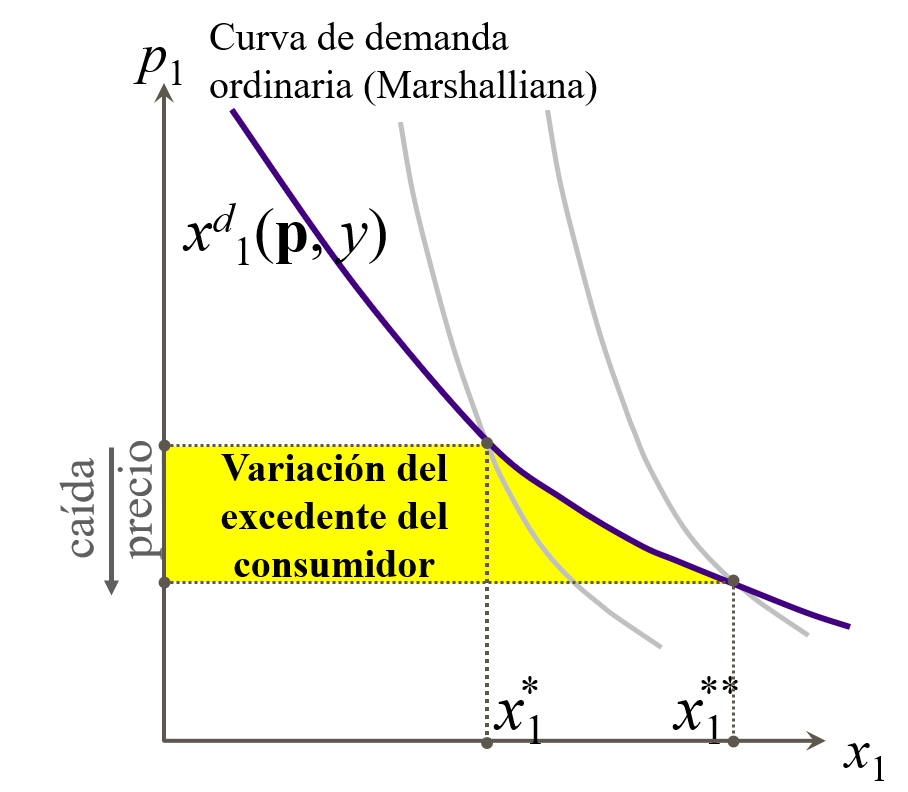 Curva de demanda
ordinaria (Marshalliana)
p₁
xᵈ₁(𝐩, y)
caída
precio
Variación del
excedente del
consumidor
x₁*
x₁**
x₁